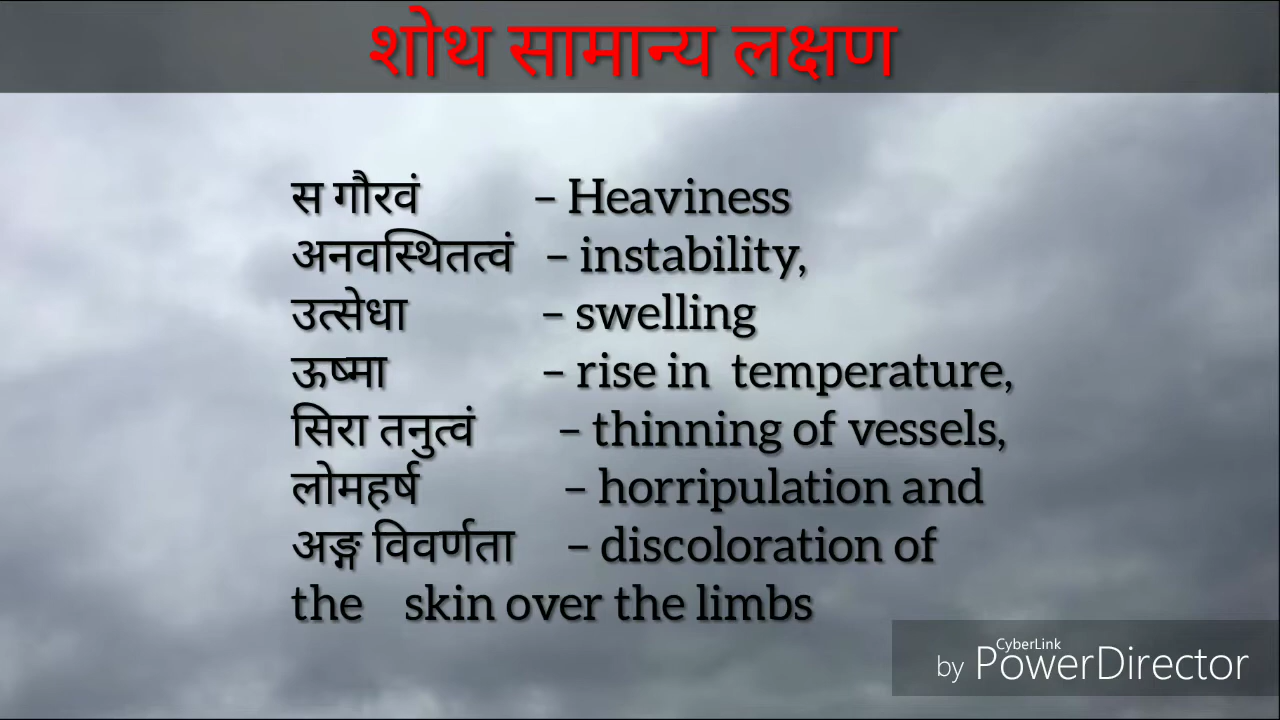 शोथ सामान्य लक्षण
स गौरवं – Heaviness
अनवस्थितत्वं – instability,
उत्सेधा – swelling
ऊष्मा – rise in temperature,
सिरा तनुत्वं – thinning of vessels,
लोमहर्ष – horripulation and
अङ्ग विवर्णता – discoloration of
the skin over the limbs
by CyberLink PowerDirector